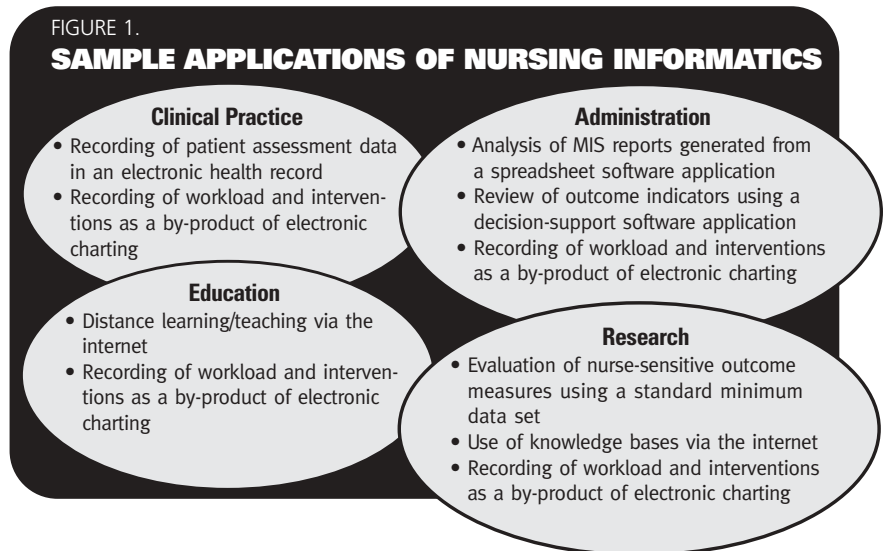 FIGURE 1.
SAMPLE APPLICATIONS OF NURSING INFORMATICS
Clinical Practice
• Recording of patient assessment data
in an electronic health record
• Recording of workload and interven-
tions as a by-product of electronic
charting
Administration
• Analysis of MIS reports generated from
a spreadsheet software application
• Review of outcome indicators using a
decision-support software application
• Recording of workload and interventions
as a by-product of electronic charting
Education
• Distance learning/teaching via the
internet
• Recording of workload and interven-
tions as a by-product of electronic
charting
Research
• Evaluation of nurse-sensitive outcome
measures using a standard minimum
data set
• Use of knowledge bases via the internet
• Recording of workload and interventions
as a by-product of electronic charting